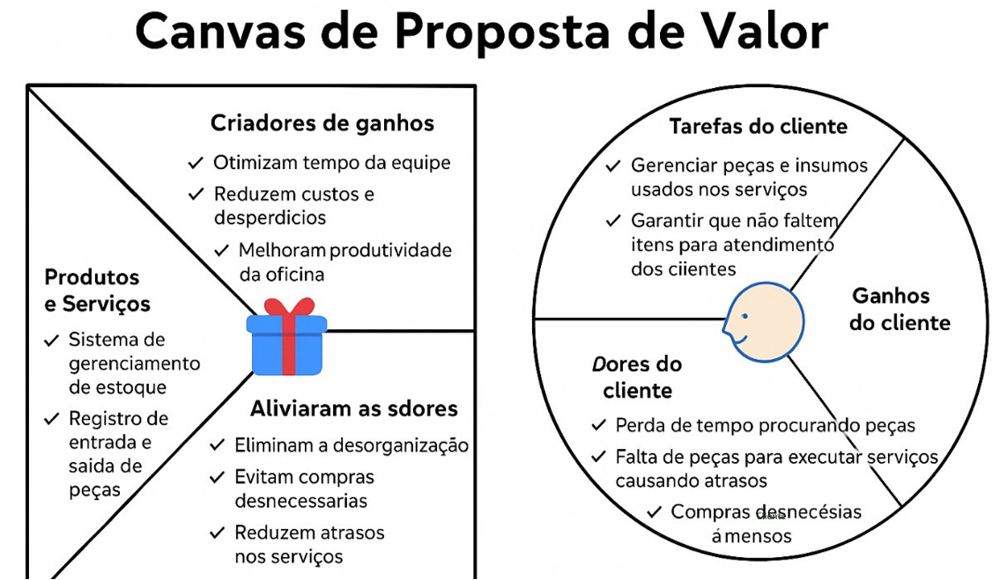 Canvas de Proposta de Valor
Criadores de ganhos
✓ Otimizam tempo da equipe
✓ Reduzem custos e
desperdicios
✓ Melhoram produtividade
da oficina
Produtos
e Serviços
✓ Sistema de
gerenciamento
de estoque
✓ Registro de
entrada e
saida de
peças
Aliviaram as sdores
✓ Eliminam a desorganização
✓ Evitam compras
desnecessarias
✓ Reduzem atrasos
nos serviços
Tarefas do cliente
✓ Gerenciar peças e insumos
usados nos serviços
✓ Garantir que não faltem
itens para atendimento
dos ciientes
Ganhos
do cliente
Dores do
cliente
✓ Perda de tempo procurando peças
✓ Falta de peças para executar serviços
causando atrasos
✓ Compras desnecésias
á mensos